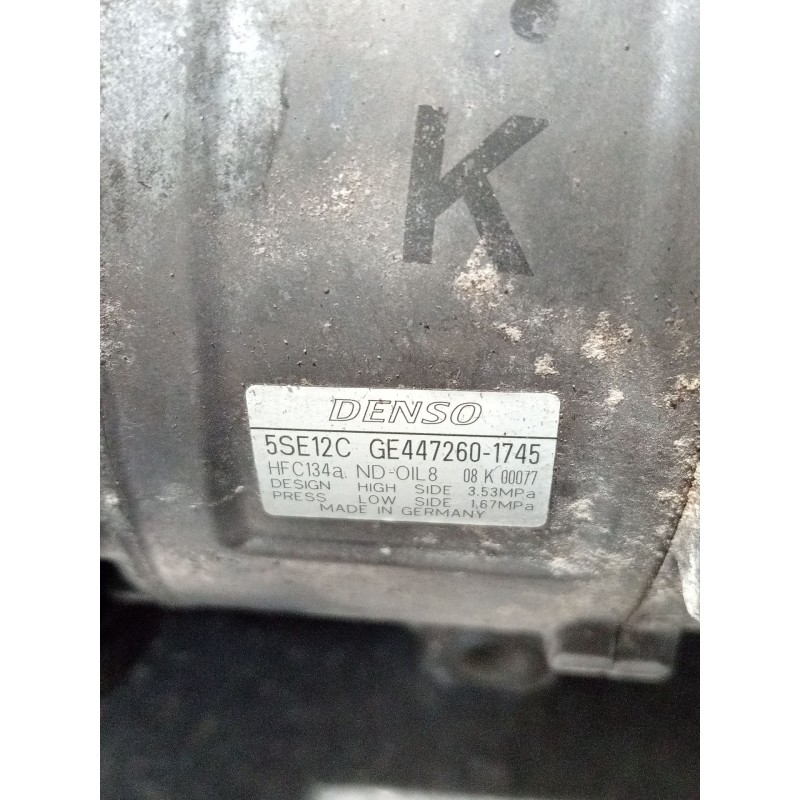 K
DENSO
5SE12C GE447260-1745
HFC134a. ND-OIL8 08 K 00077
DESIGN HIGH SIDE 3.53MPa
PRESS LOW SIDE 1.67MPa
MADE IN GERMANY